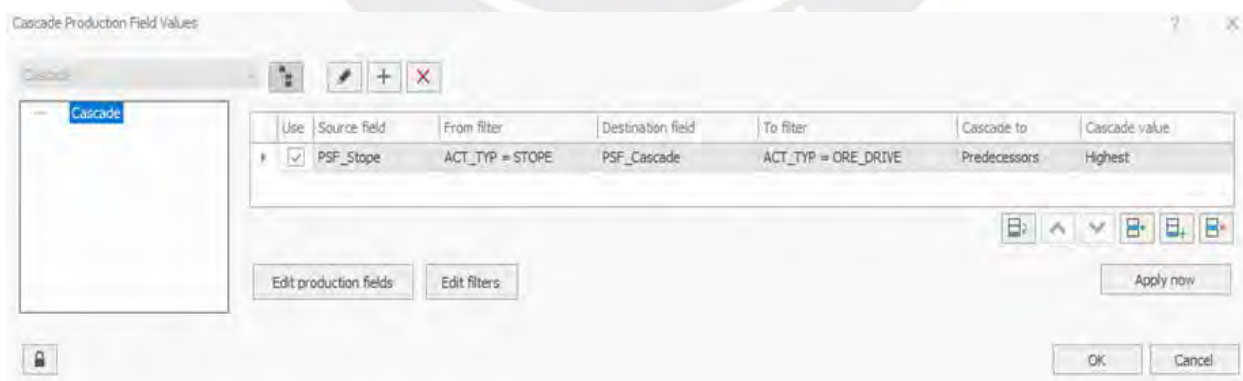 Cascade Production Field Values
Cascade
Cascade
Use Source field From filter Destination field To filter Cascade to Cascade value
PSF_Stope ACT_TYP = STOPE PSF_Cascade ACT_TYP = ORE_DRIVE Predecessors Highest
Edit production fields Edit filters Apply now
OK Cancel